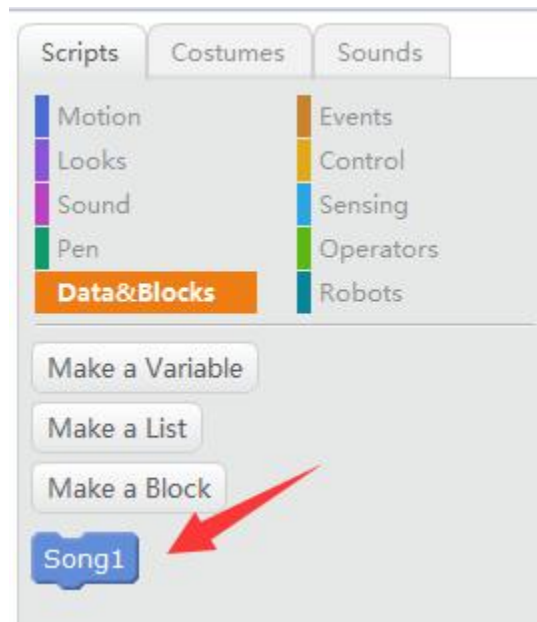 Scripts Costumes Sounds
Motion Events
Looks Control
Sound Sensing
Pen Operators
Data&Blocks Robots
Make a Variable
Make a List
Make a Block
Song1